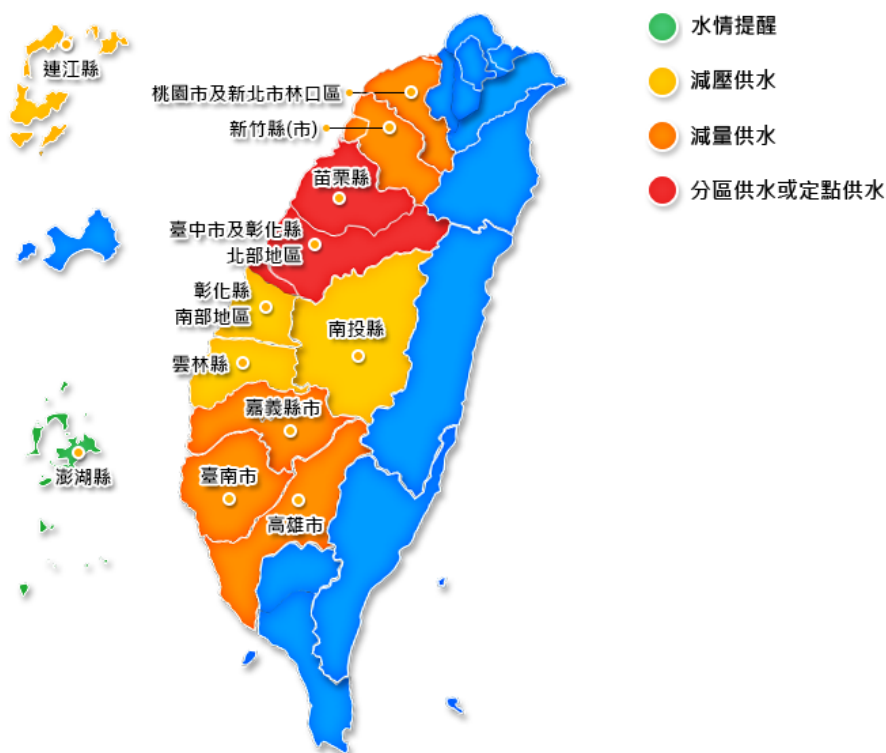 連江縣
桃園市及新北市林口區
新竹縣(市)
苗栗縣
臺中市及彰化縣
北部地區
彰化縣
南部地區
南投縣
雲林縣
嘉義縣市
臺南市
高雄市
澎湖縣
水情提醒
減壓供水
減量供水
分區供水或定點供水